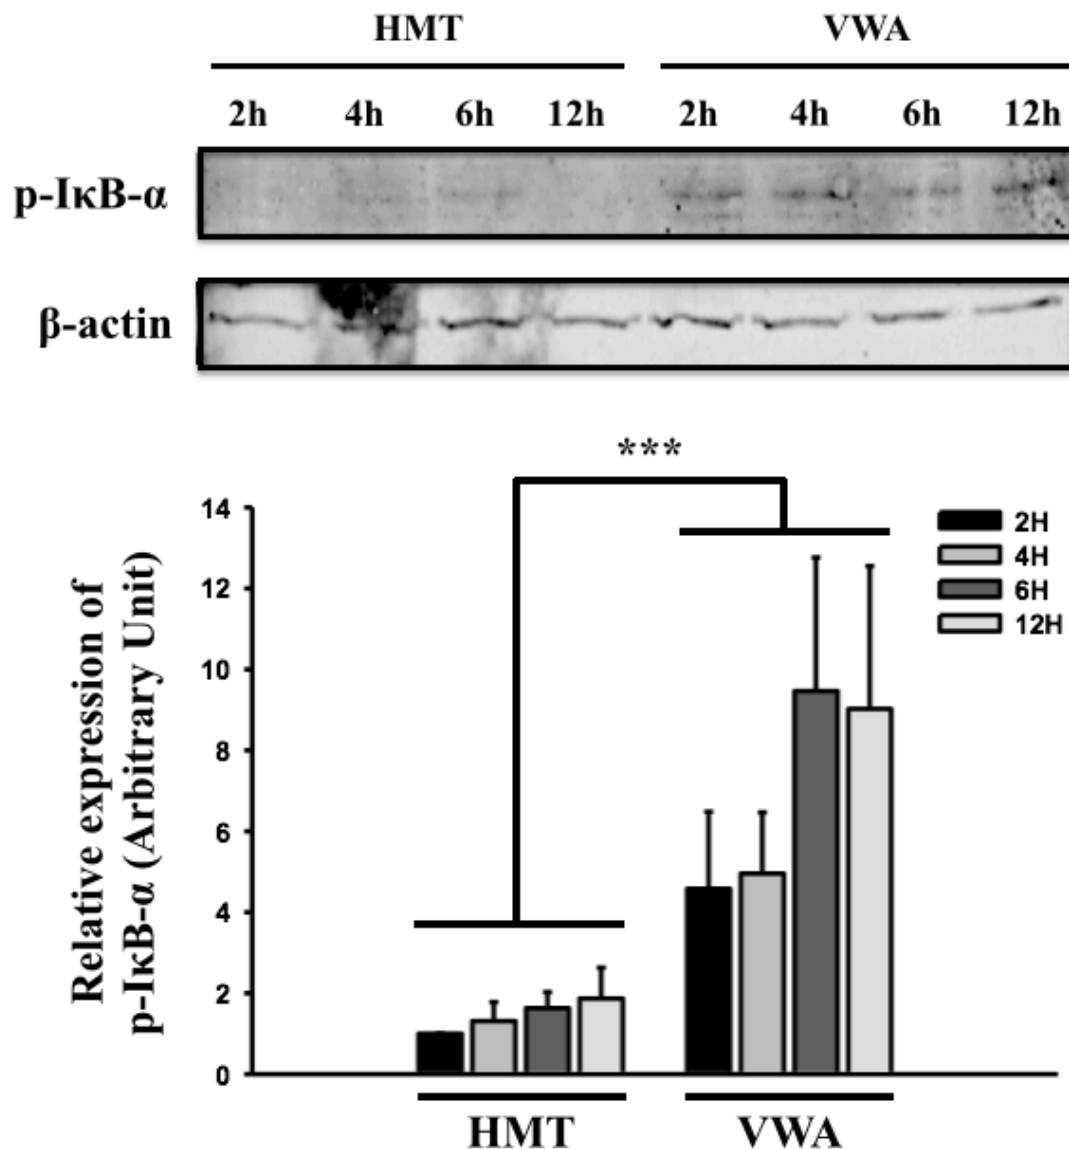 HMT VWA
2h 4h 6h 12h 2h 4h 6h 12h
p-IκB-α
β-actin
***
14
12
10
8
6
4
2
0
Relative expression of
p-IκB-α (Arbitrary Unit)
2H
4H
6H
12H
HMT VWA